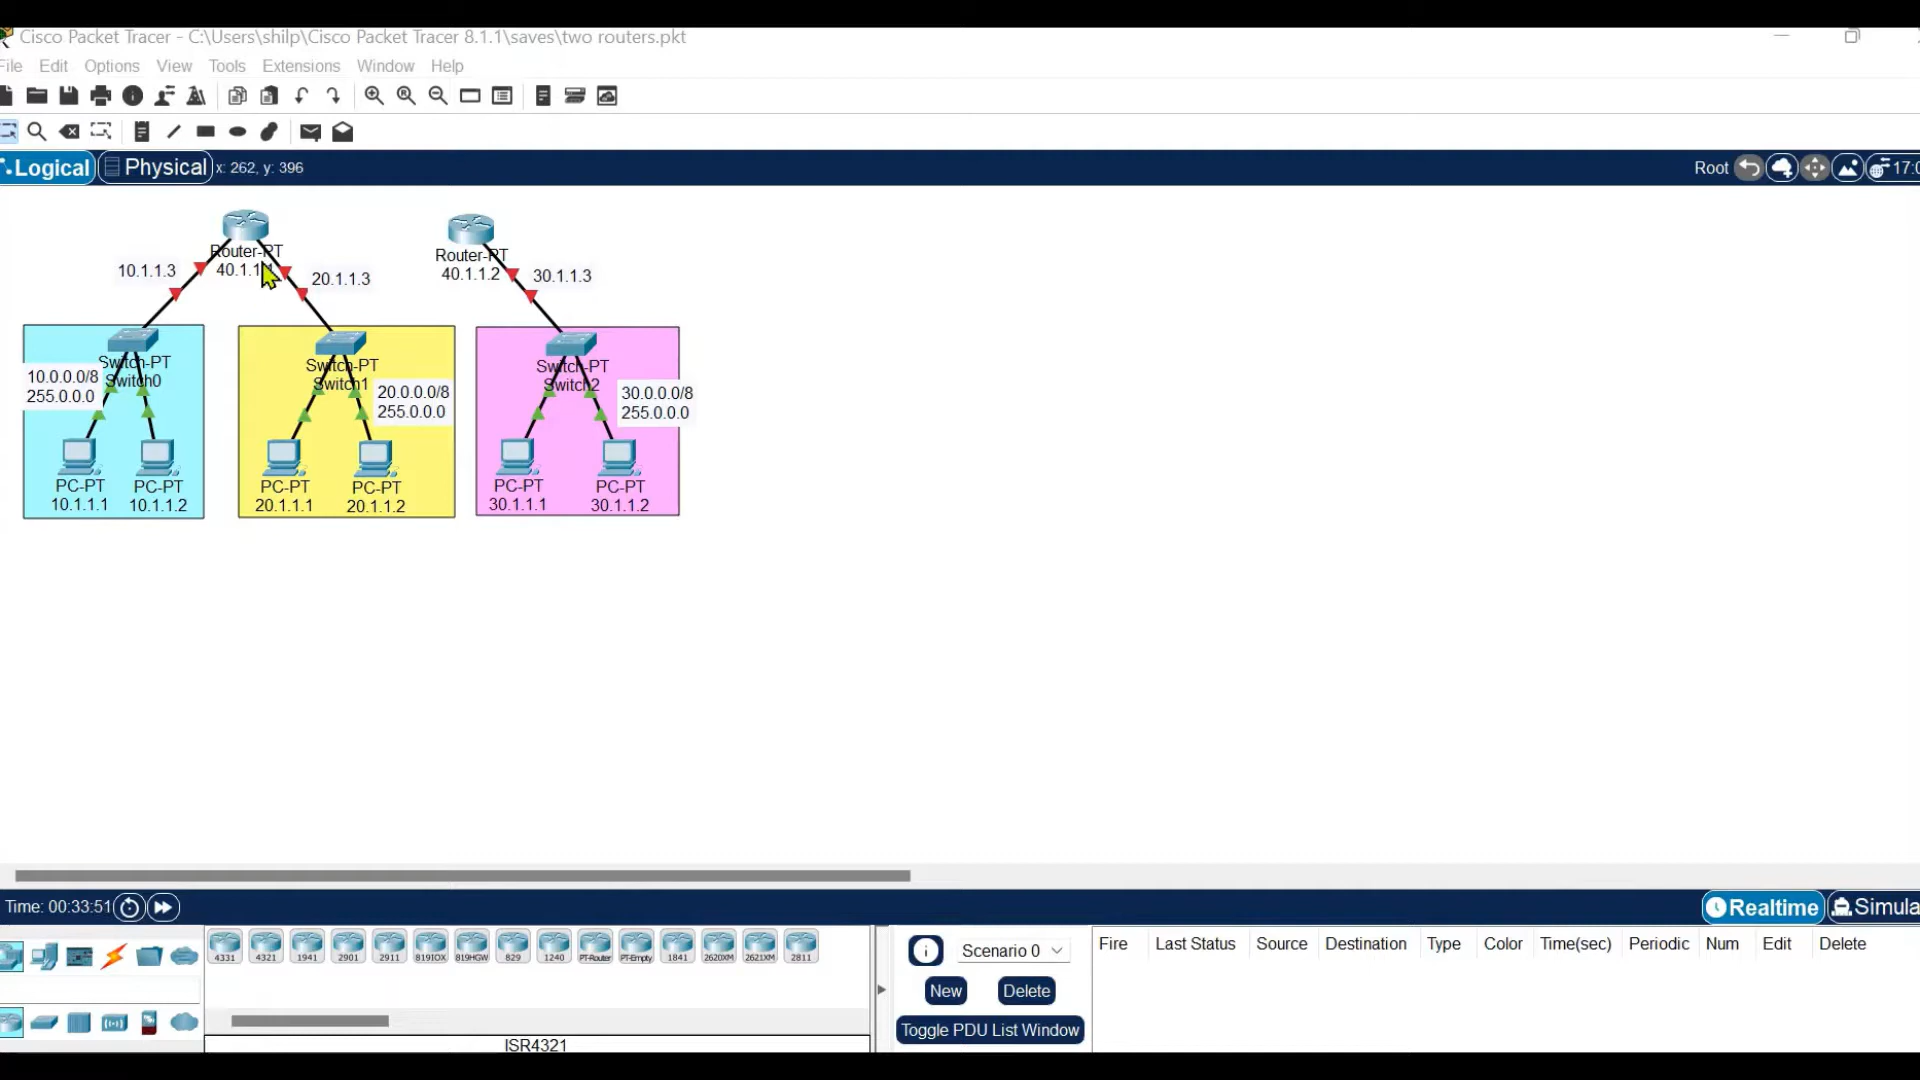 Cisco Packet Tracer - C:\Users\shilp\Cisco Packet Tracer 8.1.1\saves\two routers.pkt
File Edit Options View Tools Extensions Window Help
Logical Physical x: 262, y: 396 Root
Router-PT
40.1.1.1
Router-PT
40.1.1.2
10.1.1.3
20.1.1.3
30.1.1.3
Switch-PT
Switch0
10.0.0.0/8
255.0.0.0
PC-PT
10.1.1.1
PC-PT
10.1.1.2
Switch-PT
Switch1
20.0.0.0/8
255.0.0.0
PC-PT
20.1.1.1
PC-PT
20.1.1.2
Switch-PT
Switch2
30.0.0.0/8
255.0.0.0
PC-PT
30.1.1.1
PC-PT
30.1.1.2
Time: 00:33:51 Realtime Simula
4331 4321 1941 2901 2911 819IOX 819HGW 829 1240 PT-Router PT-Empty 1841 2620XM 2621XM 2811
ISR4321
Scenario 0
New Delete
Toggle PDU List Window
Fire Last Status Source Destination Type Color Time(sec) Periodic Num Edit Delete